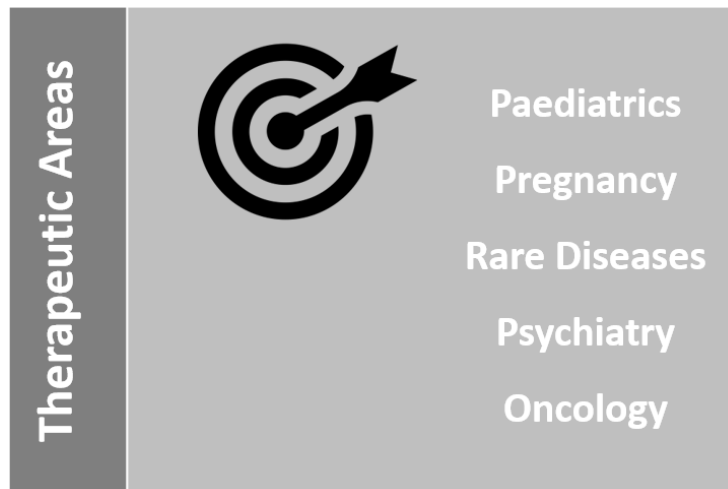 Therapeutic Areas
Paediatrics
Pregnancy
Rare Diseases
Psychiatry
Oncology